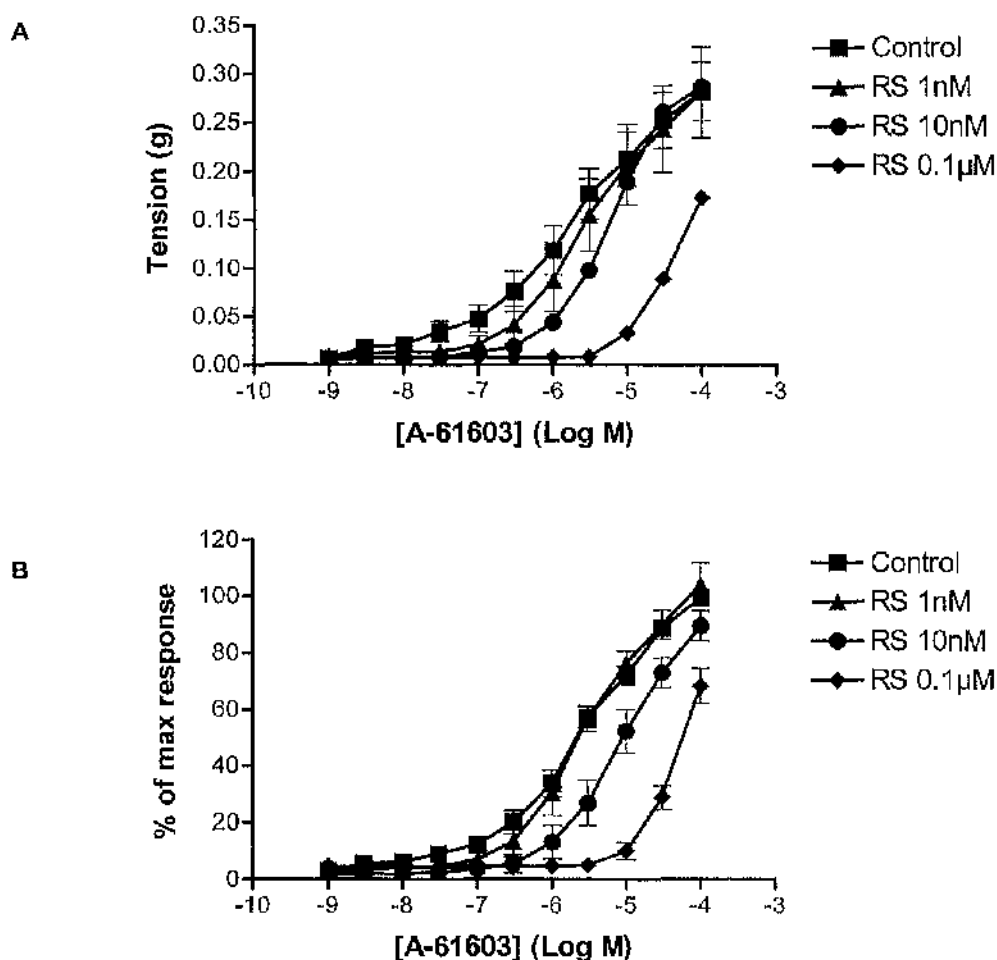 A
0.35
0.30
0.25
0.20
0.15
0.10
0.05
0.00
Tension (g)
-10 -9 -8 -7 -6 -5 -4 -3
[A-61603] (Log M)
Control
RS 1nM
RS 10nM
RS 0.1µM
B
120
100
80
60
40
20
0
% of max response
-10 -9 -8 -7 -6 -5 -4 -3
[A-61603] (Log M)
Control
RS 1nM
RS 10nM
RS 0.1µM